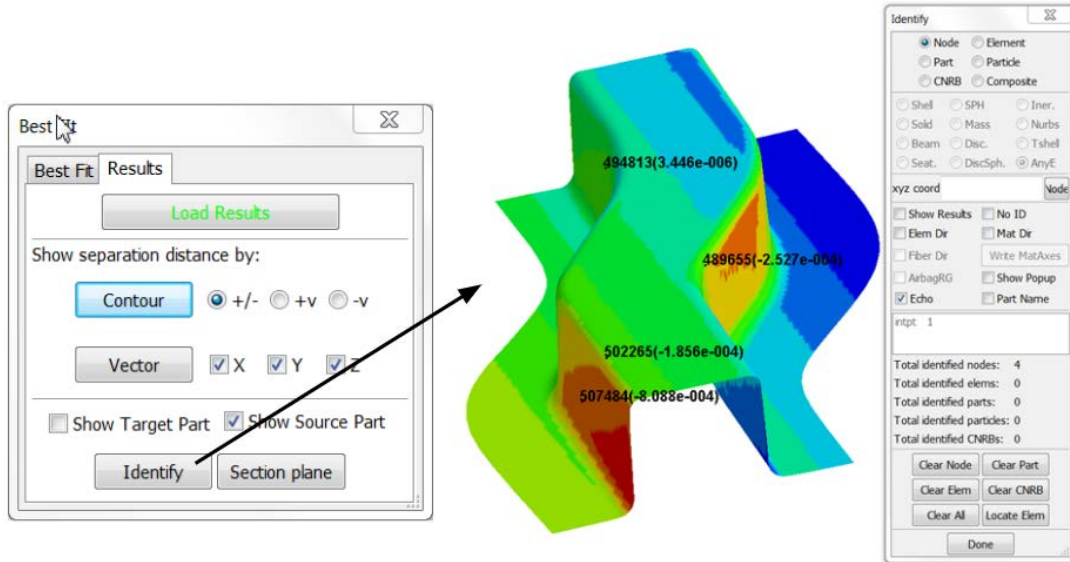 Best Fit
Best Fit Results
Load Results
Show separation distance by:
Contour +/- +v -v
Vector X Y Z
Show Target Part Show Source Part
Identify Section plane
494813(3.446e-006)
489655(-2.527e-004)
502265(-1.856e-004)
507484(-8.088e-004)
Identify
Node Element
Part Particle
CNRB Composite
Shell SPH Iner.
Solid Mass Nurbs
Beam Disc. Tshell
Seat. DiscSph. AnyE
xyz coord Node
Show Results No ID
Elem Dir Mat Dir
Fiber Dir Write MatAxes
AirbagRG Show Popup
Echo Part Name
intpt 1
Total identified nodes: 4
Total identified elems: 0
Total identified parts: 0
Total identified particles: 0
Total identified CNRBs: 0
Clear Node Clear Part
Clear Elem Clear CNRB
Clear All Locate Elem
Done